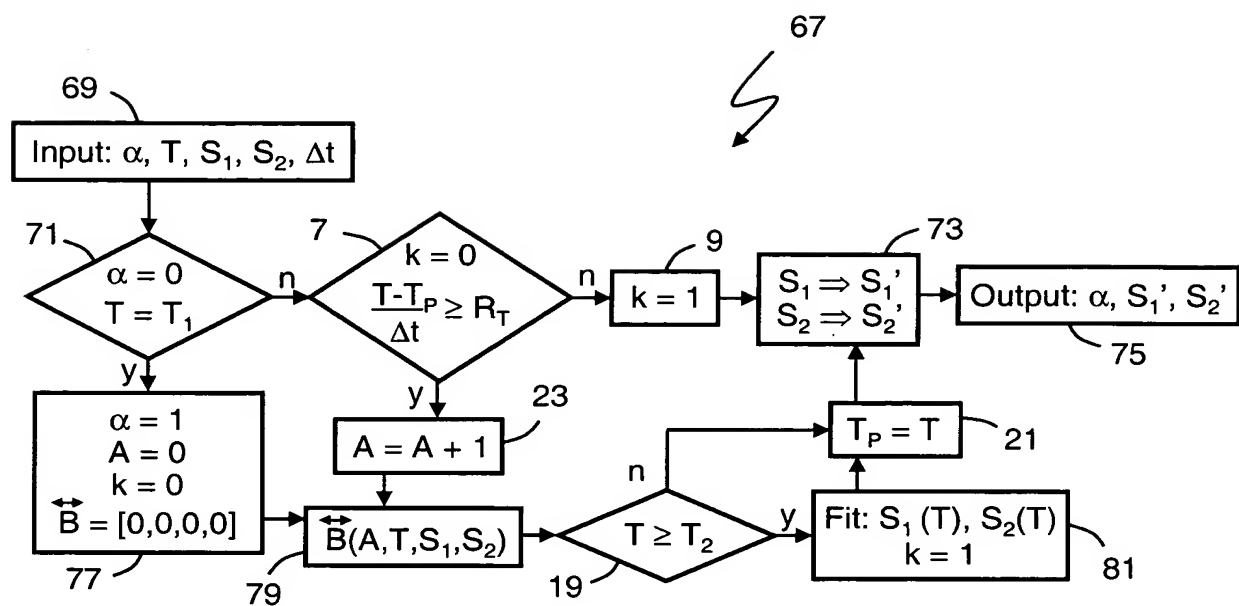 67
69
Input: α, T, S₁, S₂, Δt
71
α = 0
T = T₁
n
y
7
k = 0
T-Tₚ/Δt ≥ R_T
n
y
9
k = 1
73
S₁ ⇒ S₁'
S₂ ⇒ S₂'
Output: α, S₁', S₂'
75
α = 1
A = 0
k = 0
B = [0,0,0,0]
77
23
A = A + 1
B(A,T,S₁,S₂)
79
T ≥ T₂
19
n
y
Tₚ = T
21
Fit: S₁ (T), S₂(T)
k = 1
81